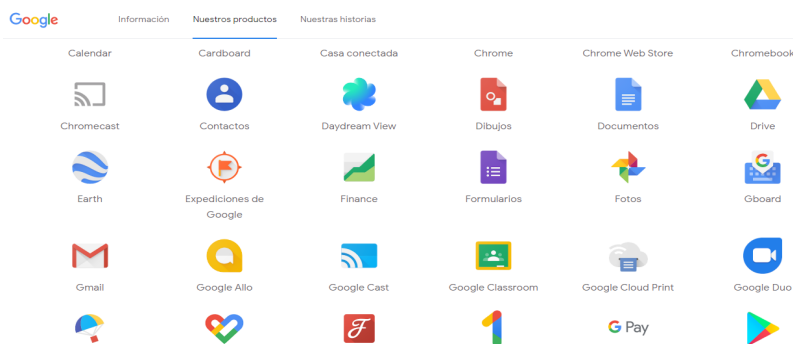 Google Información Nuestros productos Nuestras historias
Calendar Cardboard Casa conectada Chrome Chrome Web Store Chromebook
Chromecast Contactos Daydream View Dibujos Documentos Drive
Earth Expediciones de Google Finance Formularios Fotos Gboard
Gmail Google Allo Google Cast Google Classroom Google Cloud Print Google Duo
G Pay